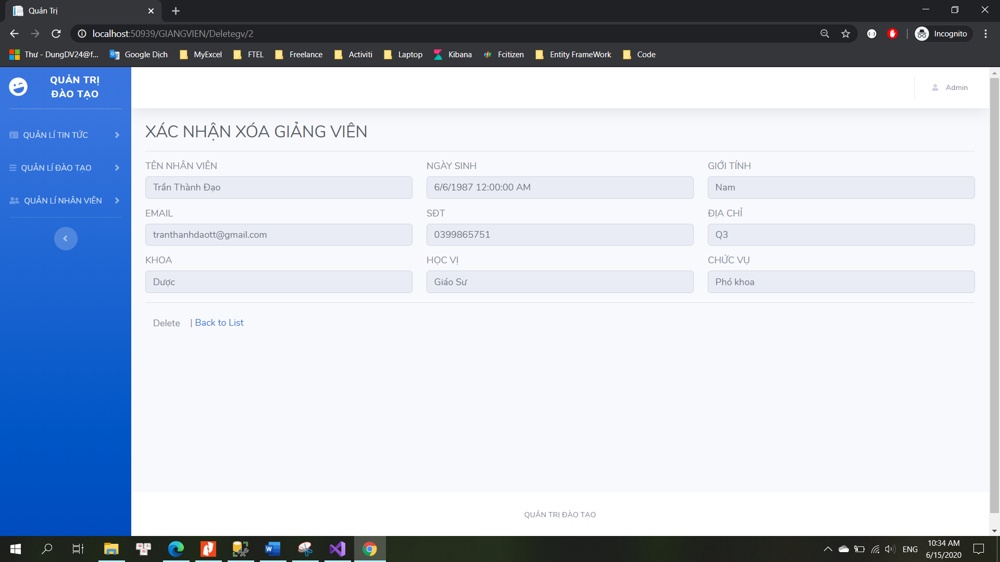 Quản Trị
localhost:50939/GIANGVIEN/Deletegv/2
Incognito
Thư - DungDV24@f...
Google Dịch
MyExcel
FTEL
Freelance
Activiti
Laptop
Kibana
Fcitizen
Entity FrameWork
Code
QUẢN TRỊ
ĐÀO TẠO
Admin
QUẢN LÍ TIN TỨC
QUẢN LÍ ĐÀO TẠO
QUẢN LÍ NHÂN VIÊN
XÁC NHẬN XÓA GIẢNG VIÊN
TÊN NHÂN VIÊN
NGÀY SINH
GIỚI TÍNH
Trần Thành Đạo
6/6/1987 12:00:00 AM
Nam
EMAIL
SĐT
ĐỊA CHỈ
tranthanhdaott@gmail.com
0399865751
Q3
KHOA
HỌC VỊ
CHỨC VỤ
Dược
Giáo Sư
Phó khoa
Delete | Back to List
QUẢN TRỊ ĐÀO TẠO
ENG
10:34 AM
6/15/2020